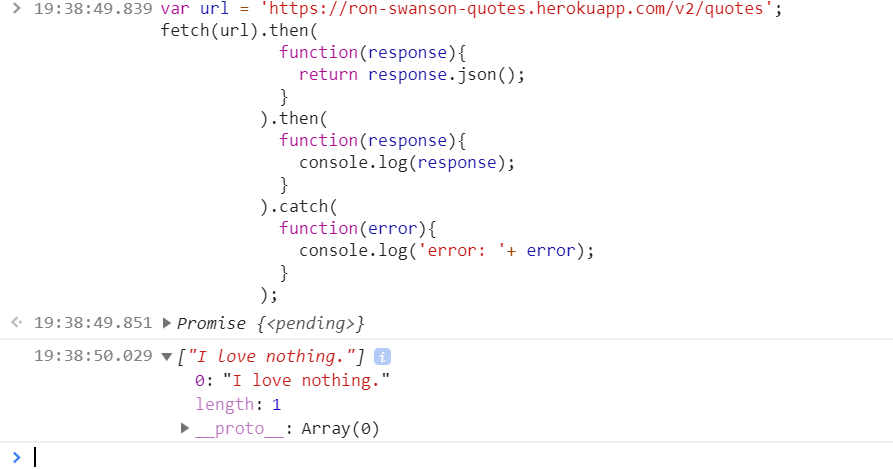 > 19:38:49.839 var url = 'https://ron-swanson-quotes.herokuapp.com/v2/quotes';
fetch(url).then(
function(response){
return response.json();
}
).then(
function(response){
console.log(response);
}
).catch(
function(error){
console.log('error: '+ error);
}
);
19:38:49.851 Promise {<pending>}
19:38:50.029 ["I love nothing."] i
0: "I love nothing."
length: 1
__proto__: Array(0)
>